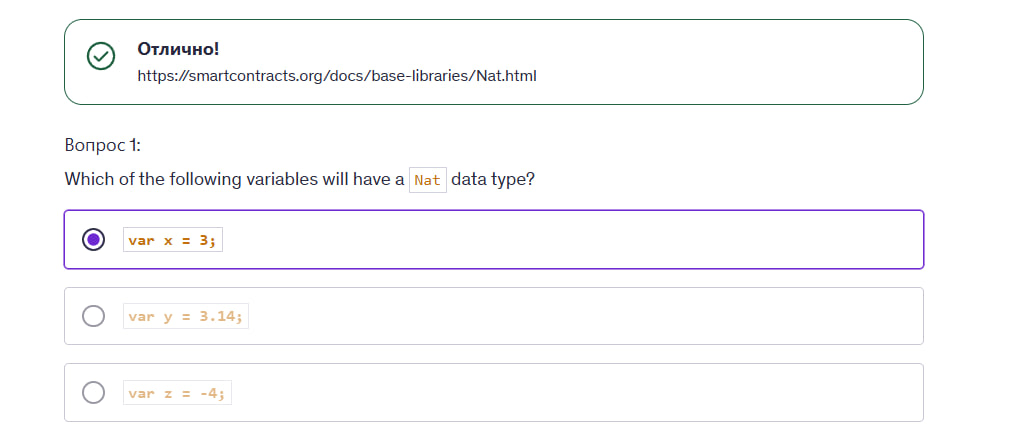 Отлично!
https://smartcontracts.org/docs/base-libraries/Nat.html
Вопрос 1:
Which of the following variables will have a Nat data type?
var x = 3;
var y = 3.14;
var z = -4;